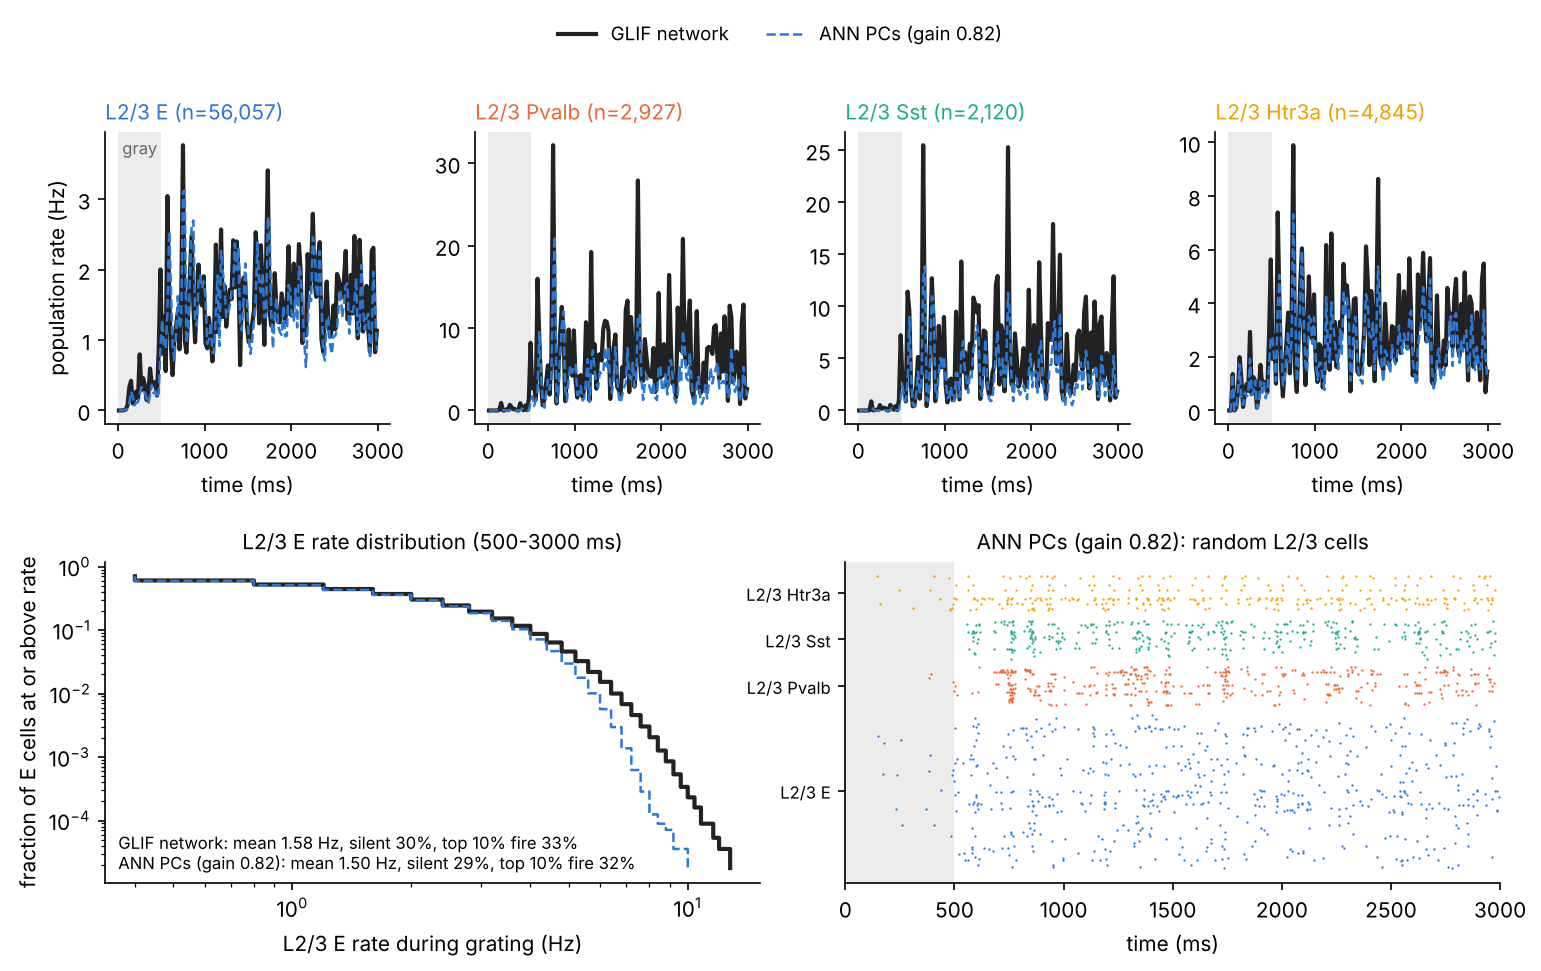 GLIF network
ANN PCs (gain 0.82)
L2/3 E (n=56,057)
gray
population rate (Hz)
3
2
1
0
0
1000
2000
3000
time (ms)
L2/3 Pvalb (n=2,927)
30
20
10
0
0
1000
2000
3000
time (ms)
L2/3 Sst (n=2,120)
25
20
15
10
5
0
0
1000
2000
3000
time (ms)
L2/3 Htr3a (n=4,845)
10
8
6
4
2
0
0
1000
2000
3000
time (ms)
L2/3 E rate distribution (500-3000 ms)
fraction of E cells at or above rate
10⁰
10⁻¹
10⁻²
10⁻³
10⁻⁴
GLIF network: mean 1.58 Hz, silent 30%, top 10% fire 33%
ANN PCs (gain 0.82): mean 1.50 Hz, silent 29%, top 10% fire 32%
10⁰
10¹
L2/3 E rate during grating (Hz)
ANN PCs (gain 0.82): random L2/3 cells
L2/3 Htr3a
L2/3 Sst
L2/3 Pvalb
L2/3 E
0
500
1000
1500
2000
2500
3000
time (ms)